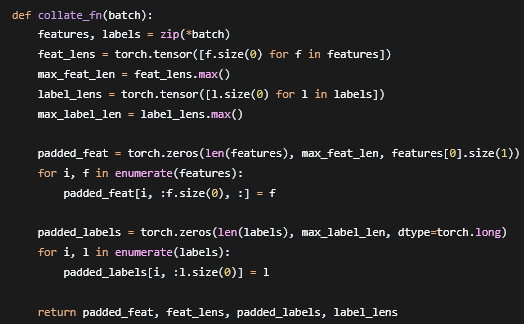 def collate_fn(batch):
    features, labels = zip(*batch)
    feat_lens = torch.tensor([f.size(0) for f in features])
    max_feat_len = feat_lens.max()
    label_lens = torch.tensor([l.size(0) for l in labels])
    max_label_len = label_lens.max()

    padded_feat = torch.zeros(len(features), max_feat_len, features[0].size(1))
    for i, f in enumerate(features):
        padded_feat[i, :f.size(0), :] = f

    padded_labels = torch.zeros(len(labels), max_label_len, dtype=torch.long)
    for i, l in enumerate(labels):
        padded_labels[i, :l.size(0)] = l

    return padded_feat, feat_lens, padded_labels, label_lens